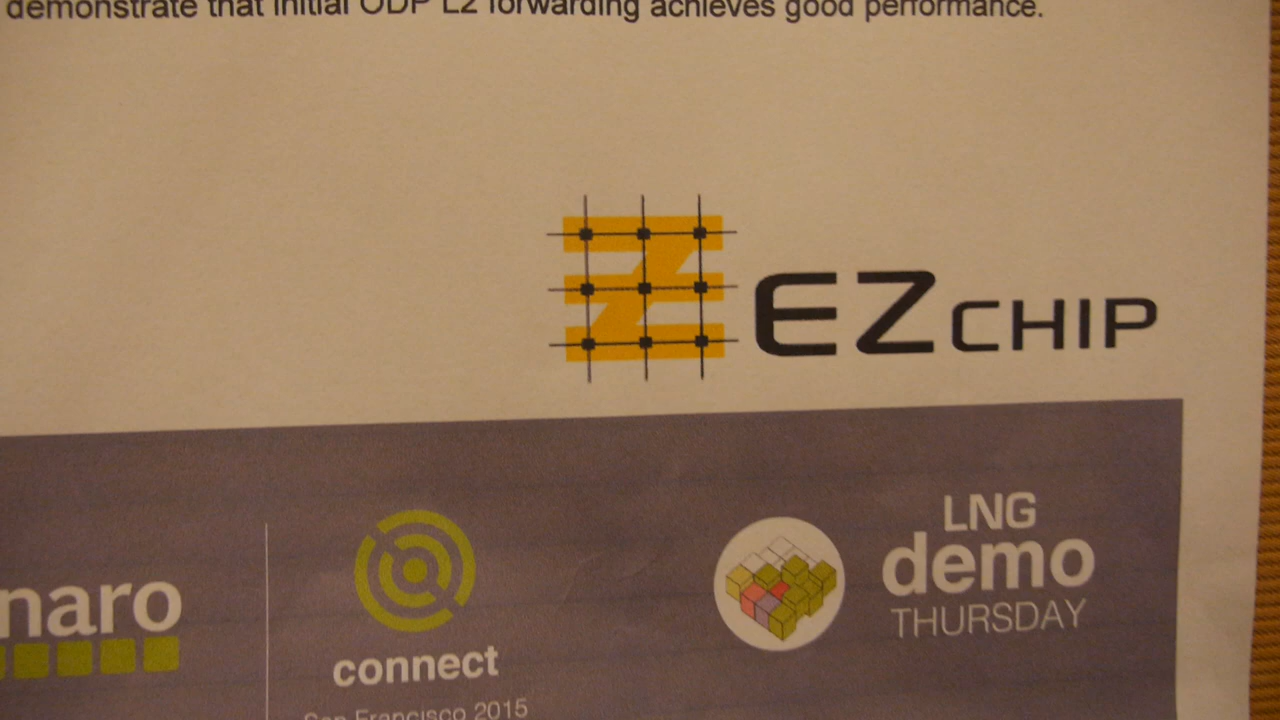 demonstrate that initial ODP L2 forwarding achieves good performance.
EZCHIP
naro
connect
San Francisco 2015
LNG
demo
THURSDAY